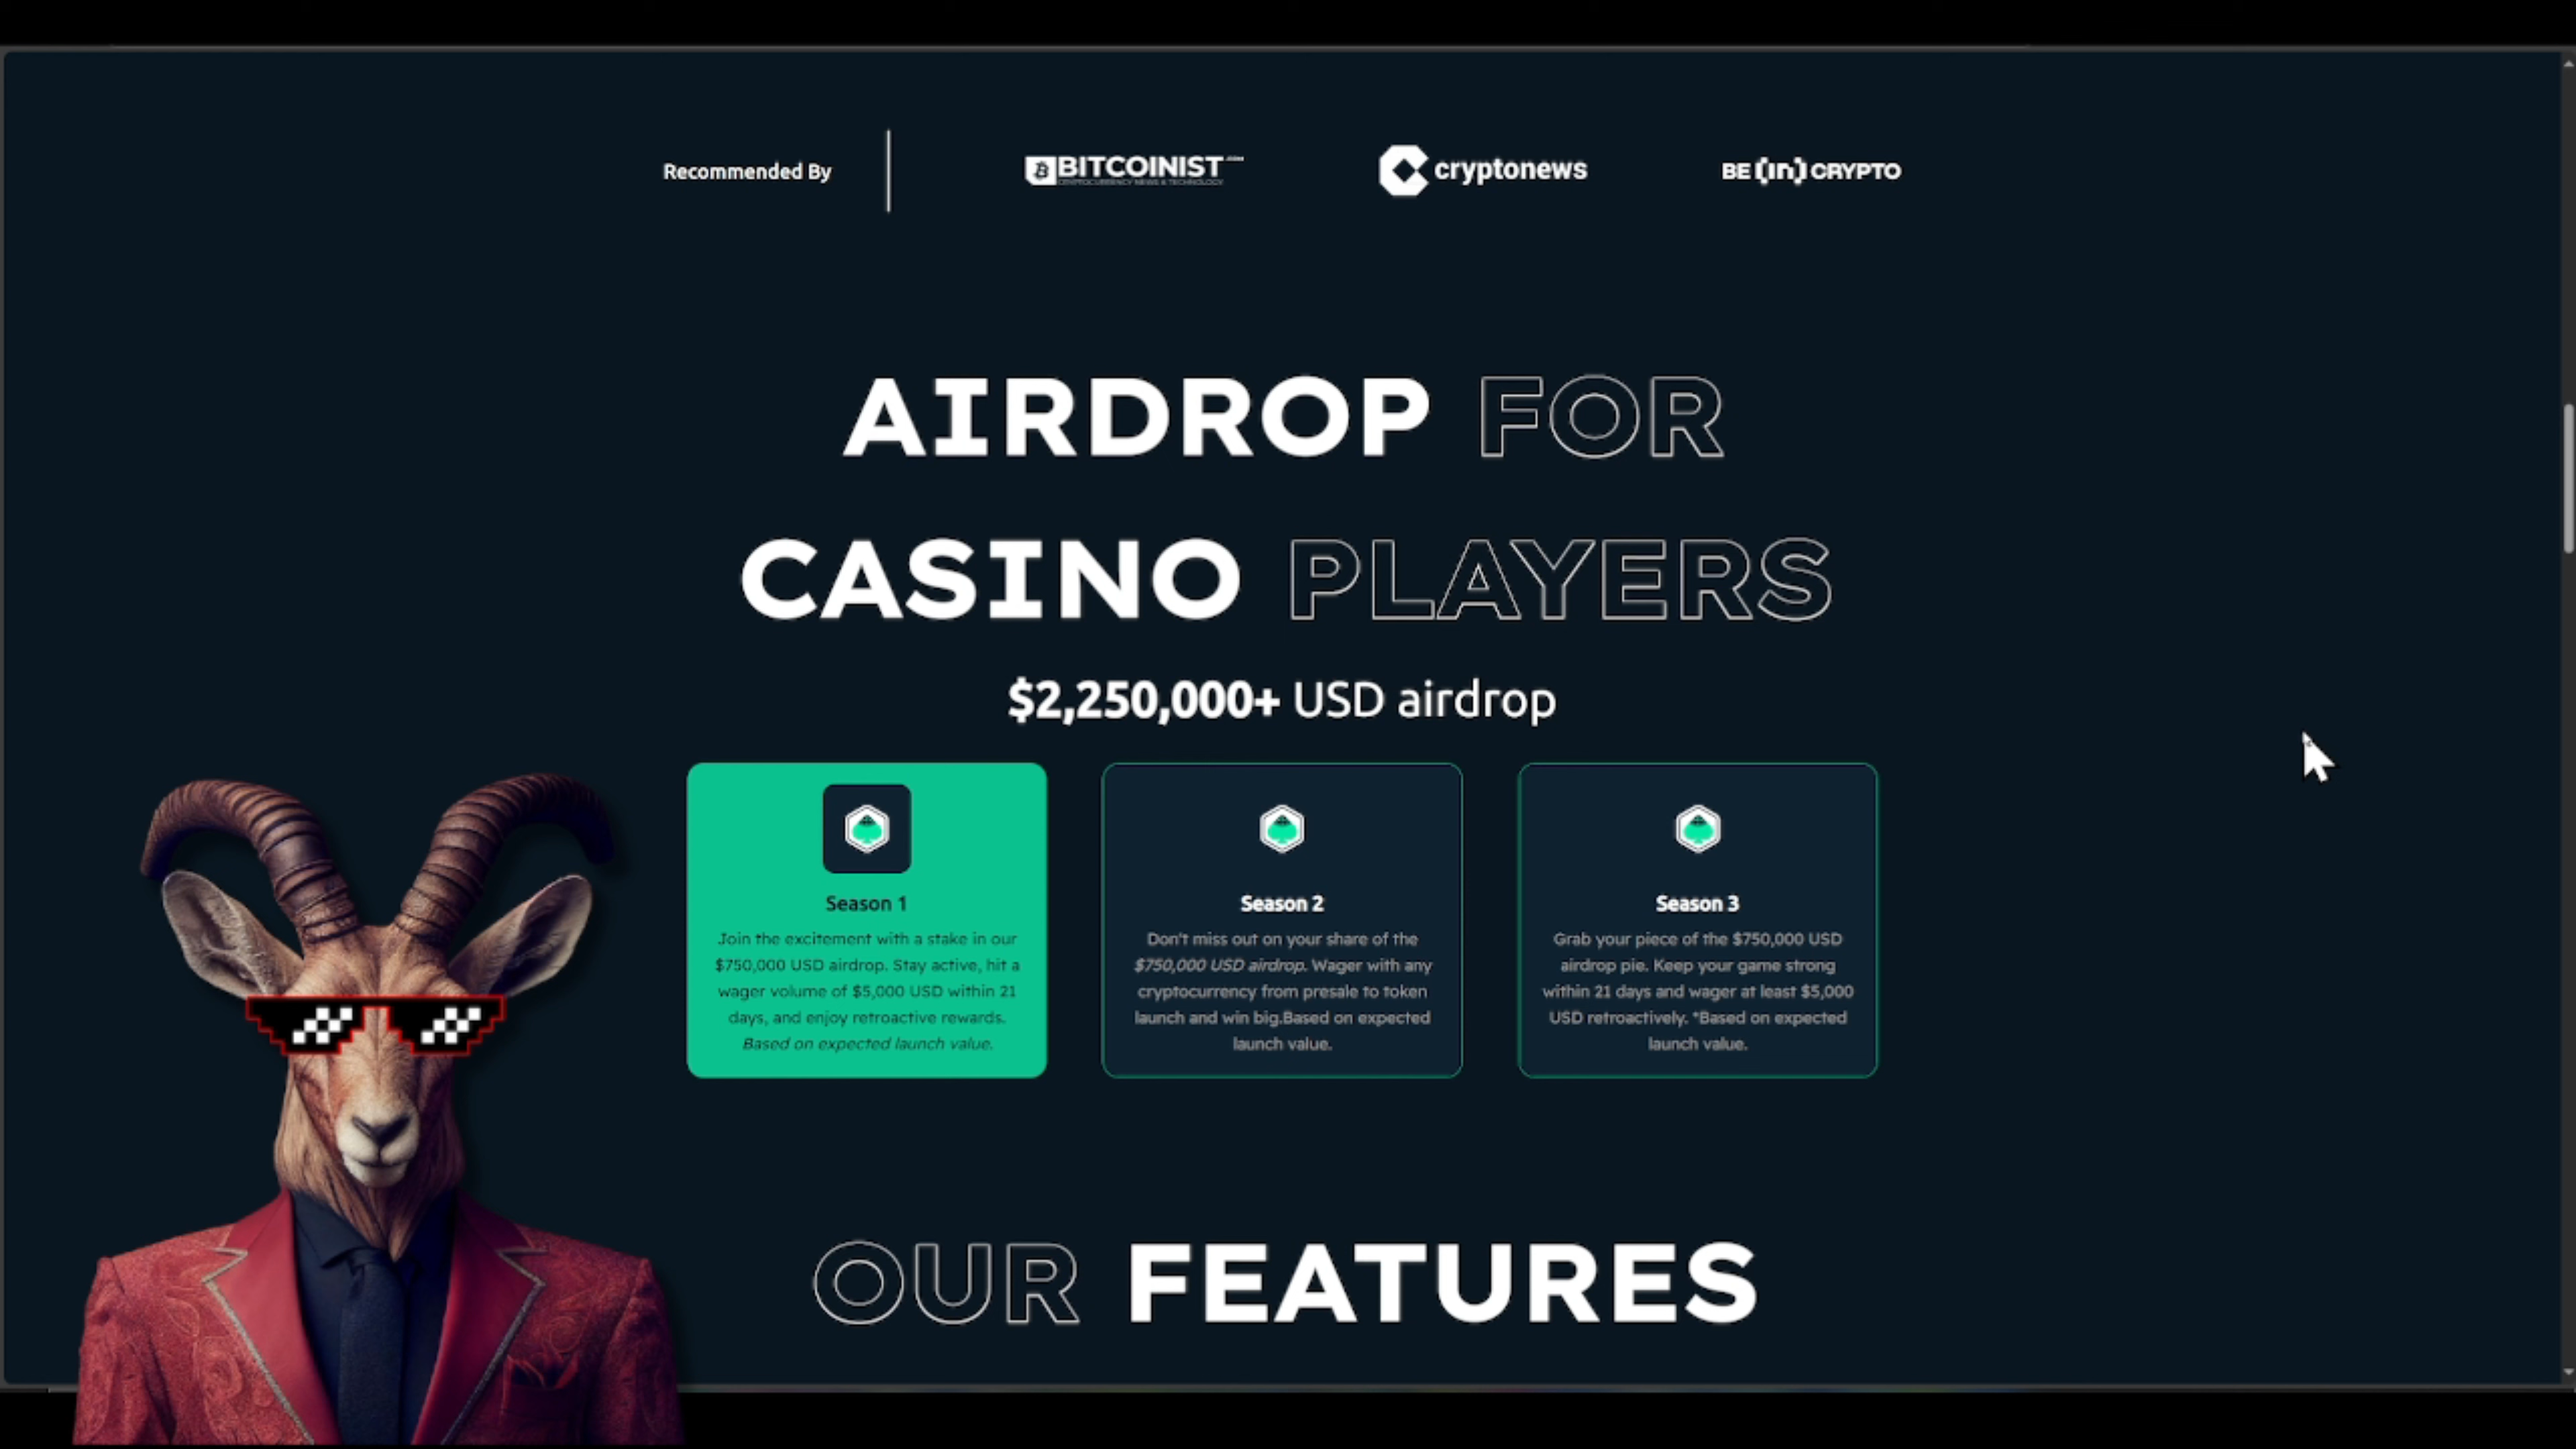 Recommended By
BITCOINIST .COM
CRYPTOCURRENCY NEWS & TECHNOLOGY
cryptonews
BE[in]CRYPTO
AIRDROP FOR
CASINO PLAYERS
$2,250,000+ USD airdrop
Season 1
Join the excitement with a stake in our
$750,000 USD airdrop. Stay active, hit a
wager volume of $5,000 USD within 21
days, and enjoy retroactive rewards.
Based on expected launch value.
Season 2
Don't miss out on your share of the
$750,000 USD airdrop. Wager with any
cryptocurrency from presale to token
launch and win big.Based on expected
launch value.
Season 3
Grab your piece of the $750,000 USD
airdrop pie. Keep your game strong
within 21 days and wager at least $5,000
USD retroactively. *Based on expected
launch value.
OUR FEATURES